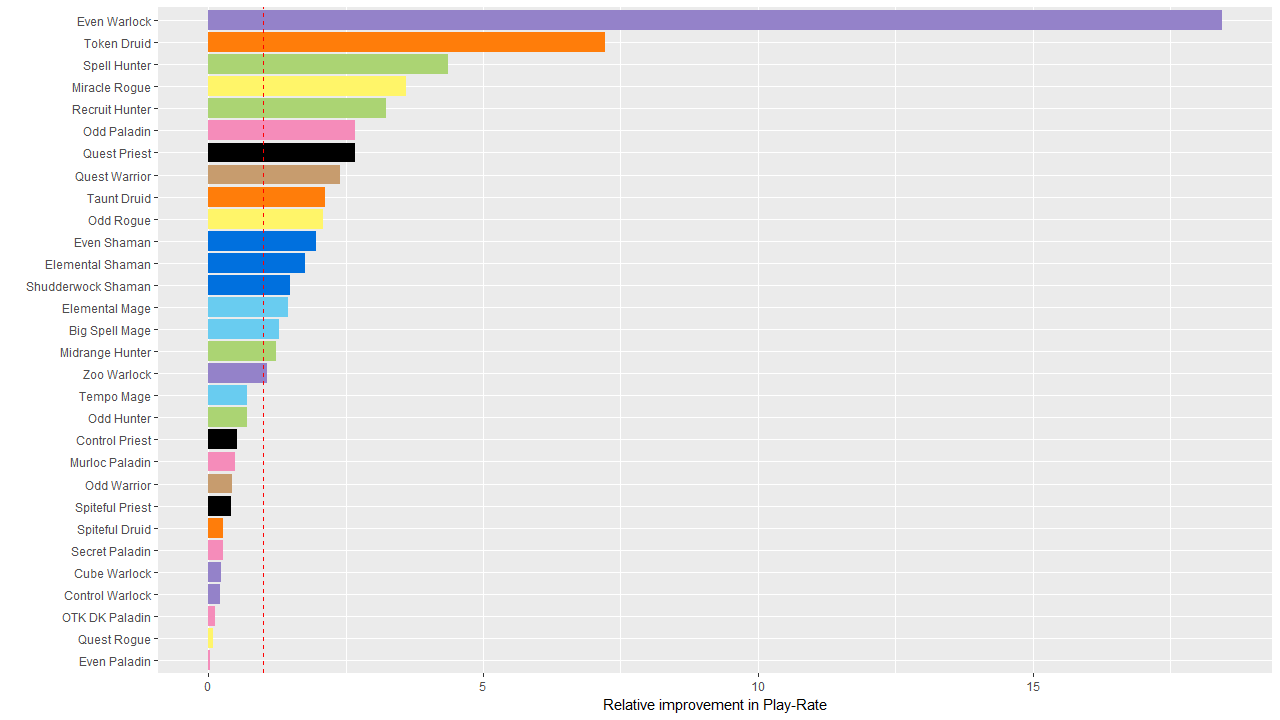 Even Warlock
Token Druid
Spell Hunter
Miracle Rogue
Recruit Hunter
Odd Paladin
Quest Priest
Quest Warrior
Taunt Druid
Odd Rogue
Even Shaman
Elemental Shaman
Shudderwock Shaman
Elemental Mage
Big Spell Mage
Midrange Hunter
Zoo Warlock
Tempo Mage
Odd Hunter
Control Priest
Murloc Paladin
Odd Warrior
Spiteful Priest
Spiteful Druid
Secret Paladin
Cube Warlock
Control Warlock
OTK DK Paladin
Quest Rogue
Even Paladin
0 5 10 15
Relative improvement in Play-Rate